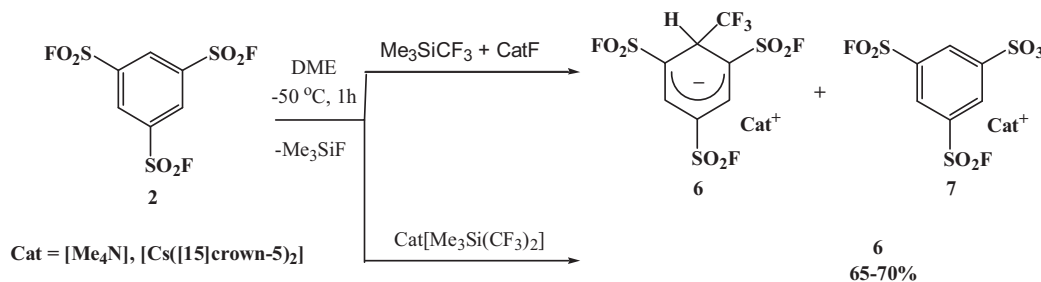 FO₂S
SO₂F
SO₂F
2
DME
-50 °C, 1h
-Me₃SiF
Me₃SiCF₃ + CatF
H
CF₃
FO₂S
SO₂F
–
SO₂F
Cat⁺
6
+
FO₂S
SO₃
SO₂F
Cat⁺
7
Cat[Me₃Si(CF₃)₂]
6
65-70%
Cat = [Me₄N], [Cs([15]crown-5)₂]